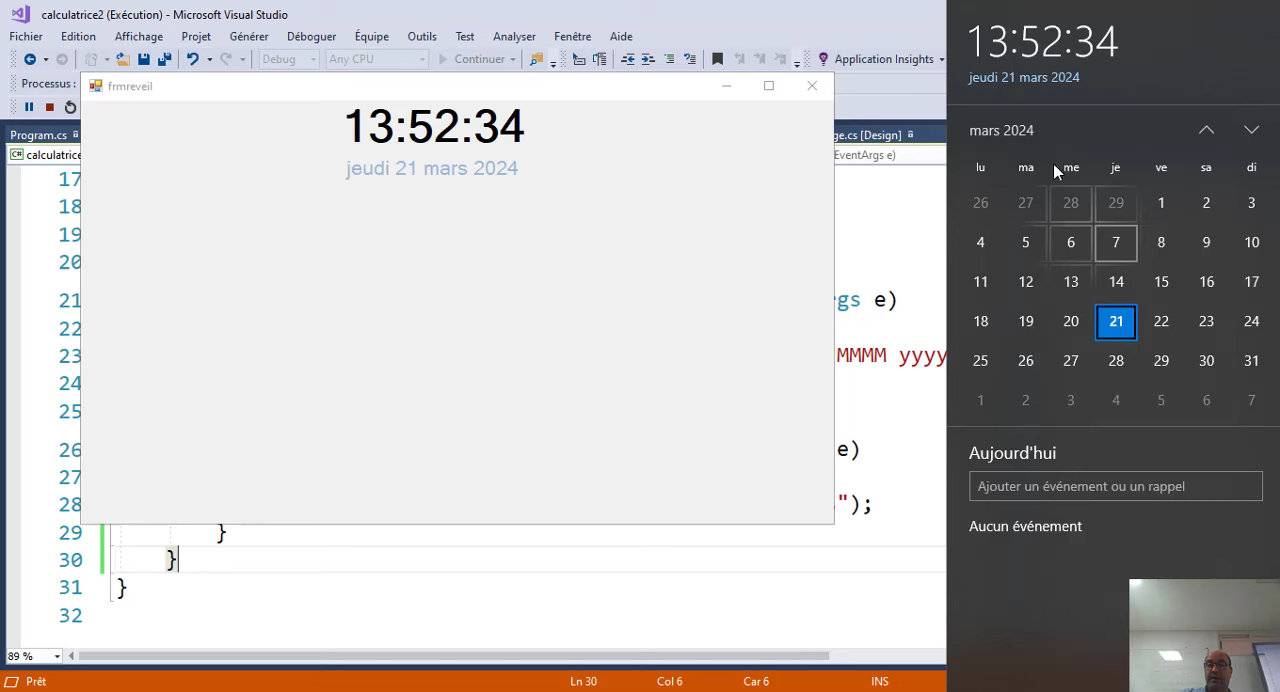 calculatrice2 (Exécution) - Microsoft Visual Studio
Fichier Edition Affichage Projet Générer Déboguer Équipe Outils Test Analyser Fenêtre Aide
Debug Any CPU Continuer Application Insights
Processus :
frmreveil
Program.cs ge.cs [Design]
C# calculatrice EventArgs e)
13:52:34
jeudi 21 mars 2024
17
18
19
20
21 gs e)
22
23 MMMM yyyy
24
25
26 e)
27
28 ");
29 }
30 }
31 }
32
89 %
Prêt Ln 30 Col 6 Car 6 INS
13:52:34
jeudi 21 mars 2024
mars 2024
lu ma me je ve sa di
26 27 28 29 1 2 3
4 5 6 7 8 9 10
11 12 13 14 15 16 17
18 19 20 21 22 23 24
25 26 27 28 29 30 31
1 2 3 4 5 6 7
Aujourd'hui
Ajouter un événement ou un rappel
Aucun événement